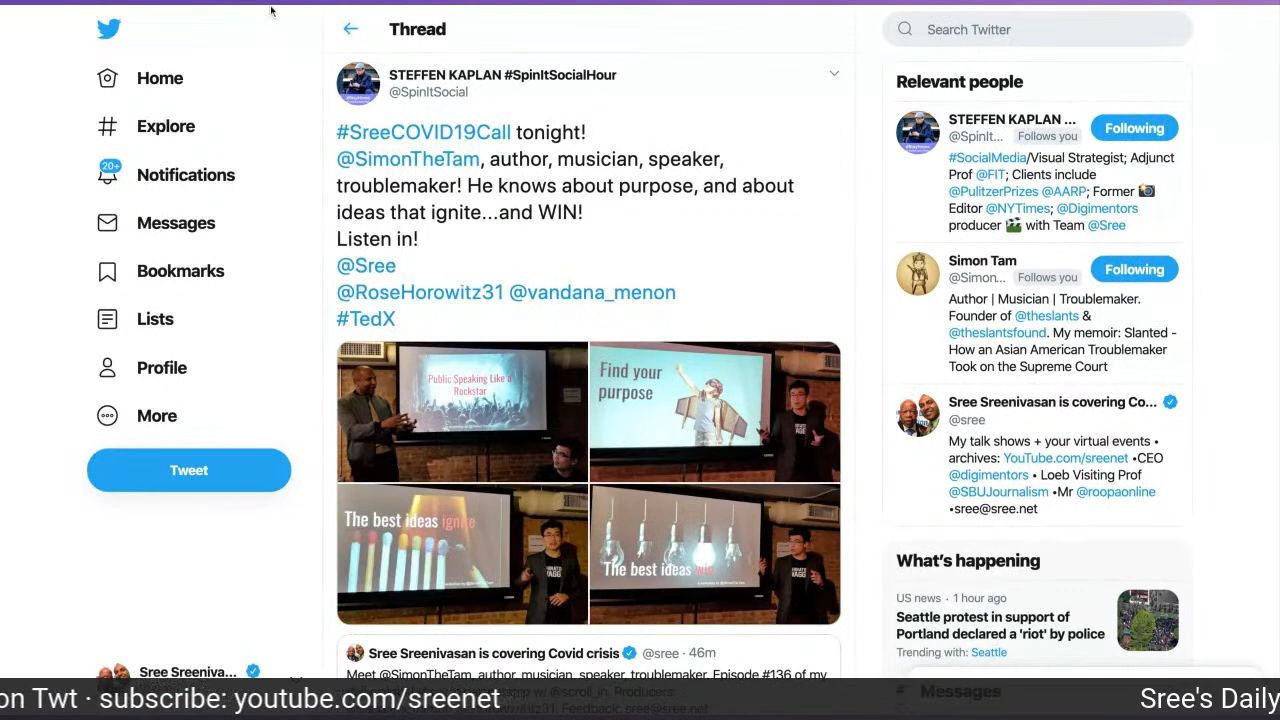 Home
Explore
20+
Notifications
Messages
Bookmarks
Lists
Profile
More
Tweet
Sree Sreeniva...
Thread
STEFFEN KAPLAN #SpinItSocialHour
@SpinItSocial
#SreeCOVID19Call tonight!
@SimonTheTam, author, musician, speaker,
troublemaker! He knows about purpose, and about
ideas that ignite...and WIN!
Listen in!
@Sree
@RoseHorowitz31 @vandana_menon
#TedX
Public Speaking Like a
Rockstar
Find your
purpose
The best ideas ignite
The best ideas win
Sree Sreenivasan is covering Covid crisis @sree · 46m
Meet @SimonTheTam, author, musician, speaker, troublemaker. Episode #136 of my
Search Twitter
Relevant people
STEFFEN KAPLAN ...
@SpinIt... Follows you
Following
#SocialMedia/Visual Strategist; Adjunct
Prof @FIT; Clients include
@PulitzerPrizes @AARP; Former 📷
Editor @NYTimes; @Digimentors
producer 🎬 with Team @Sree
Simon Tam
@Simon... Follows you
Following
Author | Musician | Troublemaker.
Founder of @theslants &
@theslantsfound. My memoir: Slanted -
How an Asian American Troublemaker
Took on the Supreme Court
Sree Sreenivasan is covering Co...
@sree
My talk shows + your virtual events •
archives: YouTube.com/sreenet •CEO
@digimentors • Loeb Visiting Prof
@SBUJournalism •Mr @roopaonline
•sree@sree.net
What's happening
US news · 1 hour ago
Seattle protest in support of
Portland declared a 'riot' by police
Trending with: Seattle
Messages
on Twt · subscribe: youtube.com/sreenet
Sree's Daily